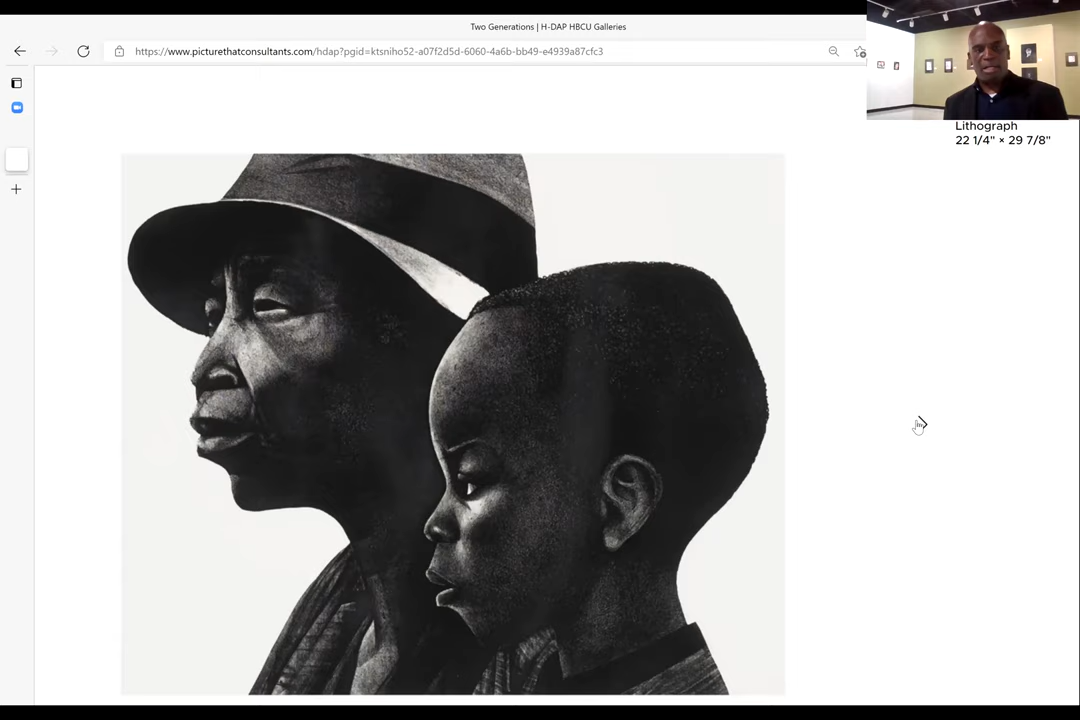 Two Generations | H-DAP HBCU Galleries
https://www.picturethatconsultants.com/hdap?pgid=ktsniho52-a07f2d5d-6060-4a6b-bb49-e4939a87cfc3
Lithograph
22 1/4" × 29 7/8"